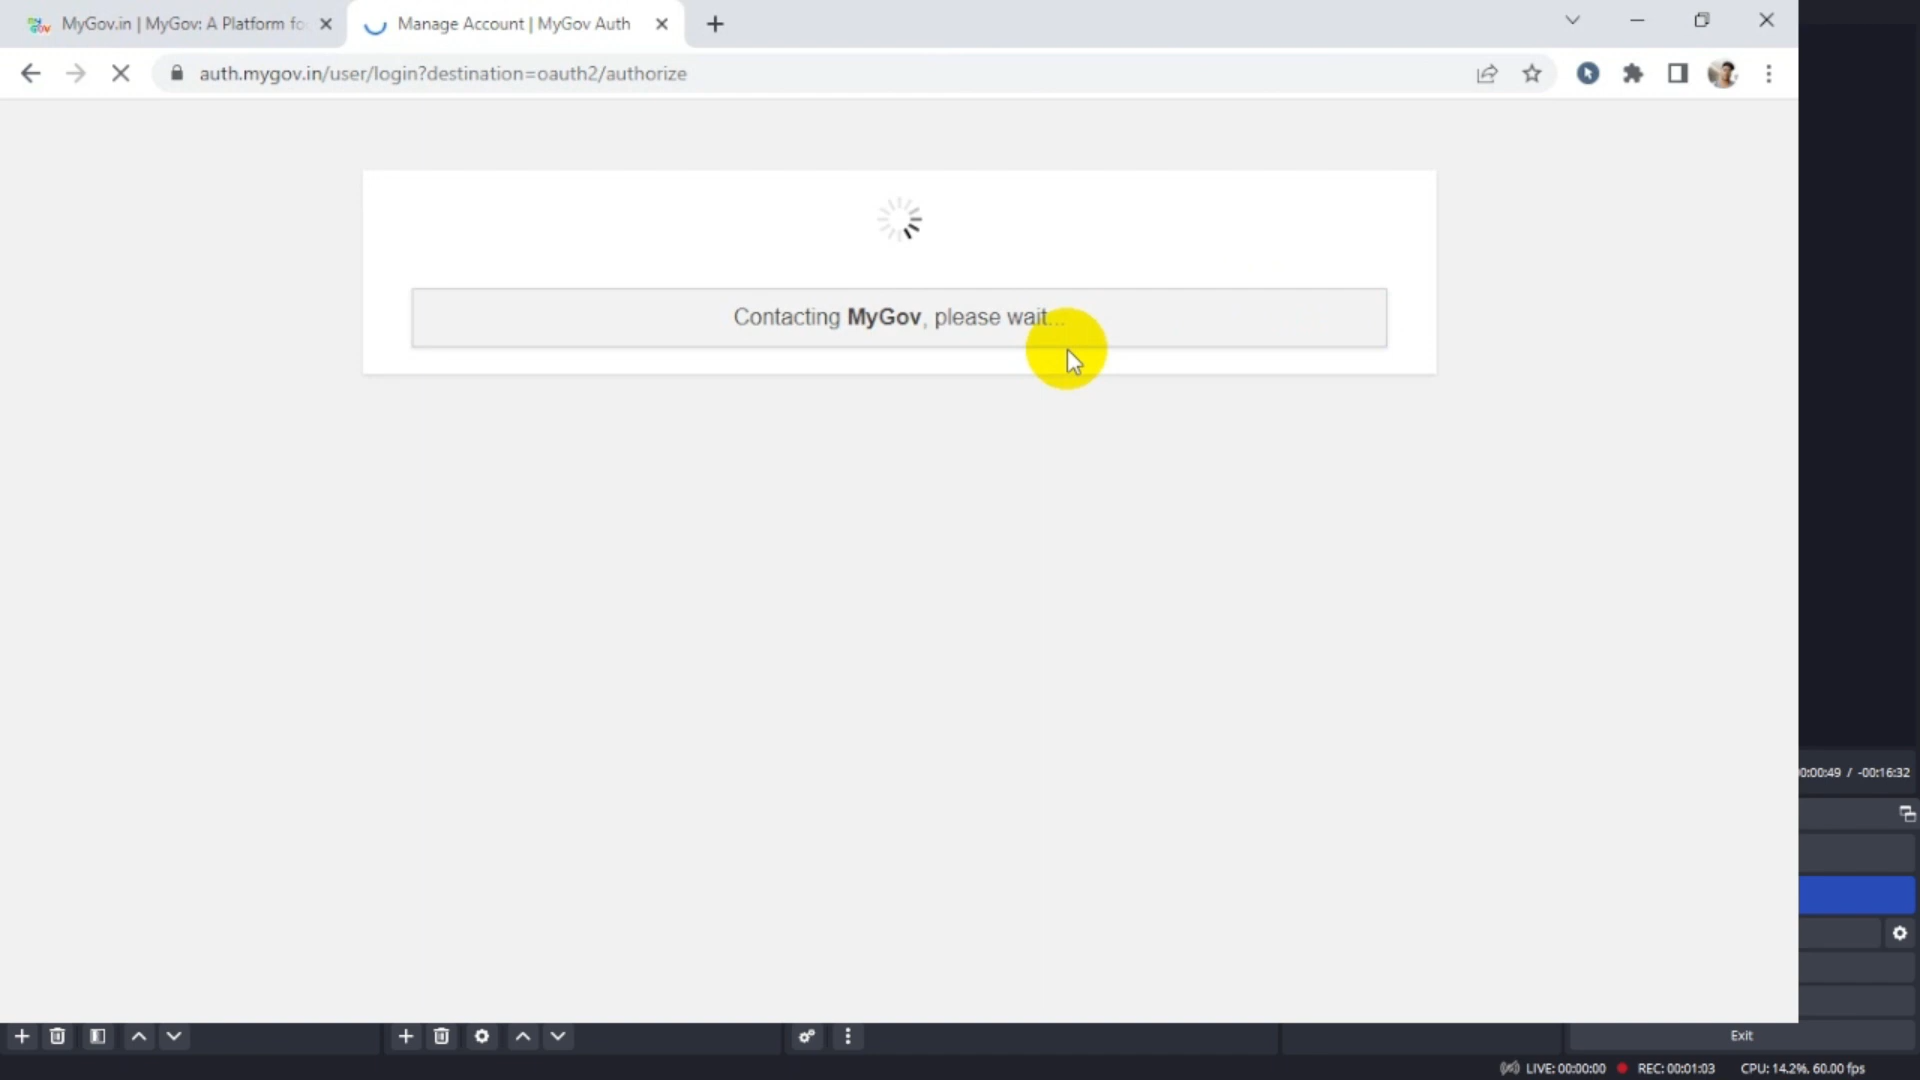 MyGov.in | MyGov: A Platform fo
Manage Account | MyGov Auth
auth.mygov.in/user/login?destination=oauth2/authorize
Contacting MyGov, please wait...
0:00:49 / -00:16:32
Exit
LIVE: 00:00:00 REC: 00:01:03 CPU: 14.2%, 60.00 fps